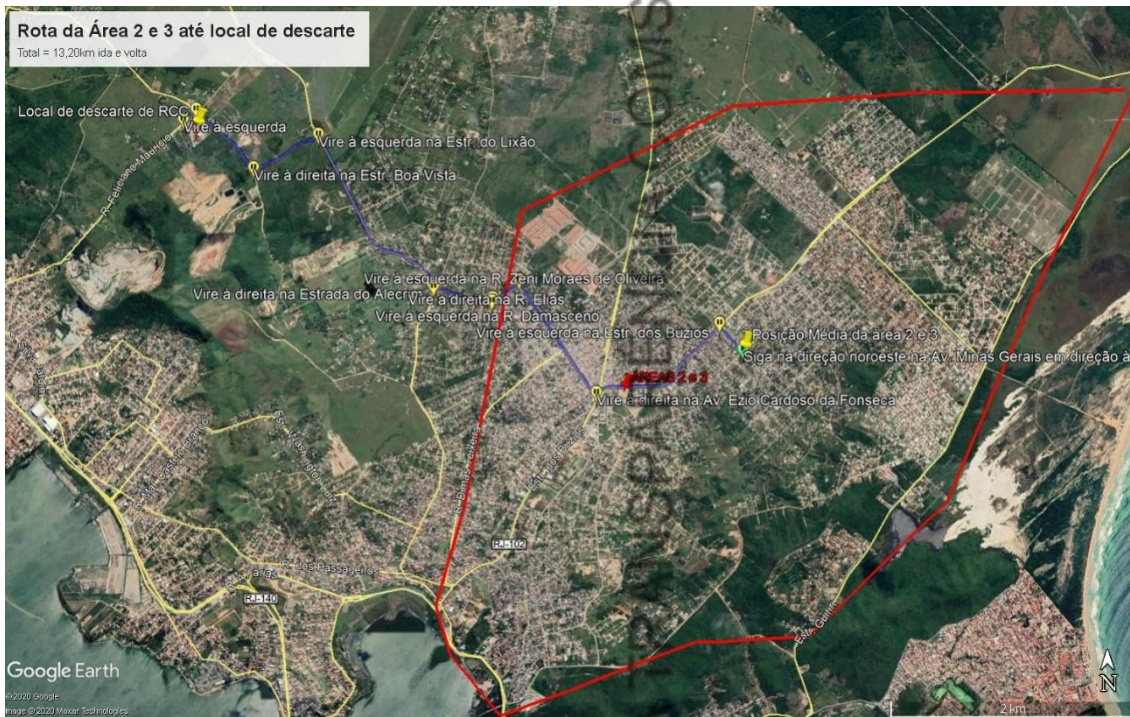 Rota da Área 2 e 3 até local de descarte
Total = 13,20km ida e volta
Local de descarte de RCC
Vire à esquerda
Vire à esquerda na Estr. do Lixão
Vire à direita na Estr. Boa Vista
R. Feliciano Mauricio
Vire à esquerda na R. Zeni Moraes de Oliveira
Vire à direita na Estrada do Alecrim
Vire à direita na R. Elias
Vire à esquerda na R. Damasceno
Vire à esquerda na Estr. dos Búzios
Posição Média da área 2 e 3
Siga na direção noroeste na Av. Minas Gerais em direção à
ÁREAS 2 e 3
Vire à direita na Av. Ezio Cardoso da Fonseca
RJ-102
dos Passageiros
RJ-140
Google Earth
©2020 Google
Image © 2020 Maxar Technologies
N
2 km